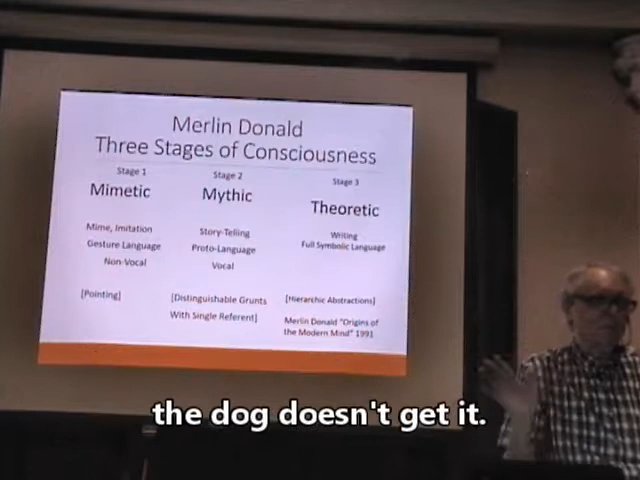 Merlin Donald
Three Stages of Consciousness
Stage 1
Mimetic
Mime, Imitation
Gesture Language
Non-Vocal
[Pointing]
Stage 2
Mythic
Story-Telling
Proto-Language
Vocal
[Distinguishable Grunts
With Single Referent]
Stage 3
Theoretic
Writing
Full Symbolic Language
[Hierarchic Abstractions]
Merlin Donald "Origins of
the Modern Mind" 1991
the dog doesn't get it.